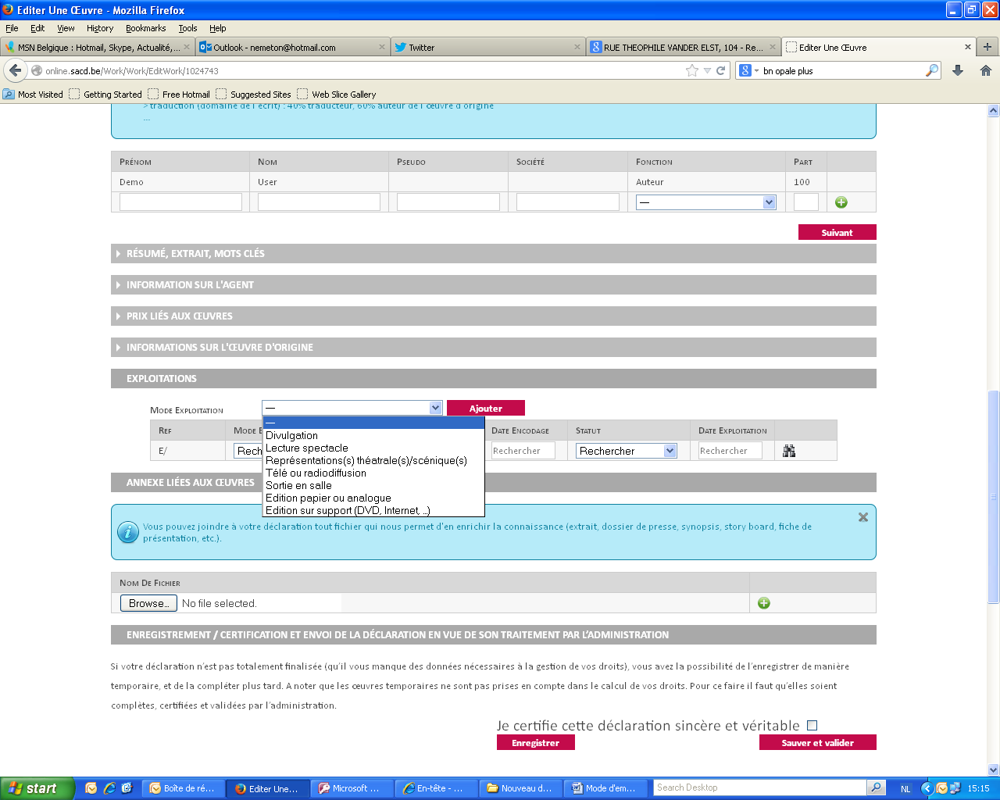 Editer Une Œuvre - Mozilla Firefox
File Edit View History Bookmarks Tools Help
MSN Belgique : Hotmail, Skype, Actualité,... Outlook - nemeton@hotmail.com Twitter RUE THEOPHILE VANDER ELST, 104 - Re... Editer Une Œuvre
online.sacd.be/Work/Work/EditWork/1024743 bn opale plus
Most Visited Getting Started Free Hotmail Suggested Sites Web Slice Gallery
> traduction (domaine de l'écrit) : 40% traducteur, 60% auteur de l'œuvre d'origine
...
Prénom Nom Pseudo Société Fonction Part
Demo User Auteur 100
—
Suivant
RÉSUMÉ, EXTRAIT, MOTS CLÉS
INFORMATION SUR L'AGENT
PRIX LIÉS AUX ŒUVRES
INFORMATIONS SUR L'ŒUVRE D'ORIGINE
EXPLOITATIONS
Mode Exploitation — Ajouter
—
Ref Mode E Date Encodage Statut Date Exploitation
Divulgation
Lecture spectacle
E/ Rech Rechercher Rechercher Rechercher
Représentations(s) théatrale(s)/scénique(s)
Télé ou radiodiffusion
ANNEXE LIÉES AUX ŒUVRES
Sortie en salle
Edition papier ou analogue
Edition sur support (DVD, Internet, ...)
Vous pouvez joindre à votre déclaration tout fichier qui nous permet d'en enrichir la connaissance (extrait, dossier de presse, synopsis, story board, fiche de
présentation, etc.).
Nom De Fichier
Browse... No file selected.
ENREGISTREMENT / CERTIFICATION ET ENVOI DE LA DÉCLARATION EN VUE DE SON TRAITEMENT PAR L'ADMINISTRATION
Si votre déclaration n'est pas totalement finalisée (qu'il vous manque des données nécessaires à la gestion de vos droits), vous avez la possibilité de l'enregistrer de manière
temporaire, et de la compléter plus tard. A noter que les œuvres temporaires ne sont pas prises en compte dans le calcul de vos droits. Pour ce faire il faut qu'elles soient
complètes, certifiées et validées par l'administration.
Je certifie cette déclaration sincère et véritable
Enregistrer Sauver et valider
start Boîte de ré... Editer Une... Microsoft ... En-tête - ... Nouveau d... Mode d'em... Search Desktop NL 15:15